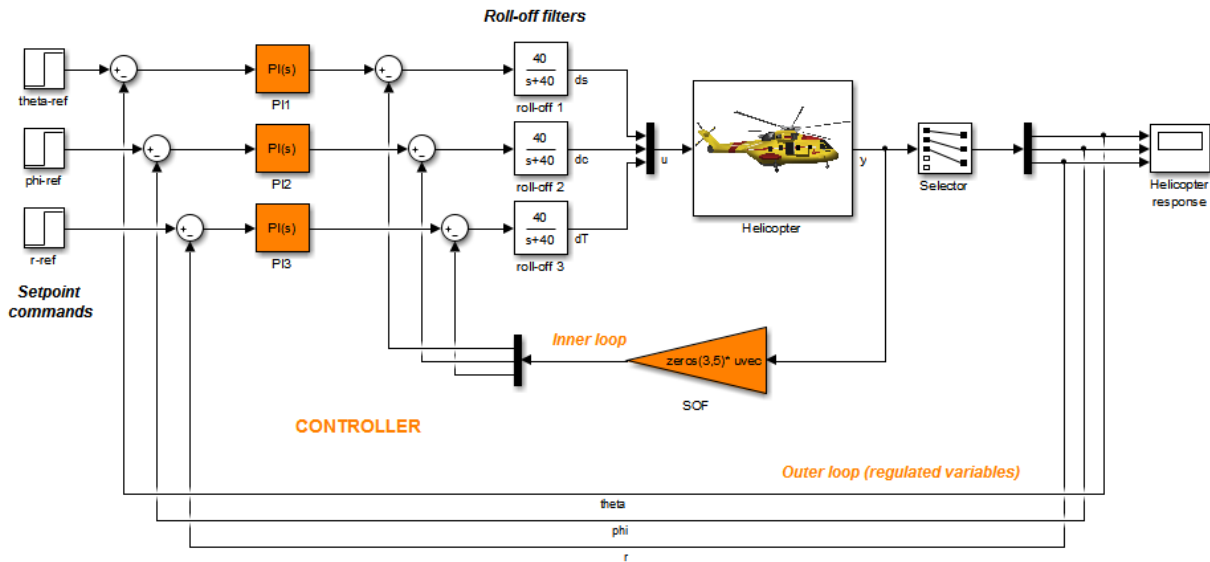 Roll-off filters
theta-ref
+
-
PI(s)
PI1
+
-
40
s+40
roll-off 1
ds
phi-ref
+
-
PI(s)
PI2
+
-
40
s+40
roll-off 2
dc
r-ref
+
-
PI(s)
PI3
+
-
40
s+40
roll-off 3
dT
u
Helicopter
y
Selector
Helicopter
response
Setpoint
commands
Inner loop
zeros(3,5)* uvec
SOF
CONTROLLER
Outer loop (regulated variables)
theta
phi
r